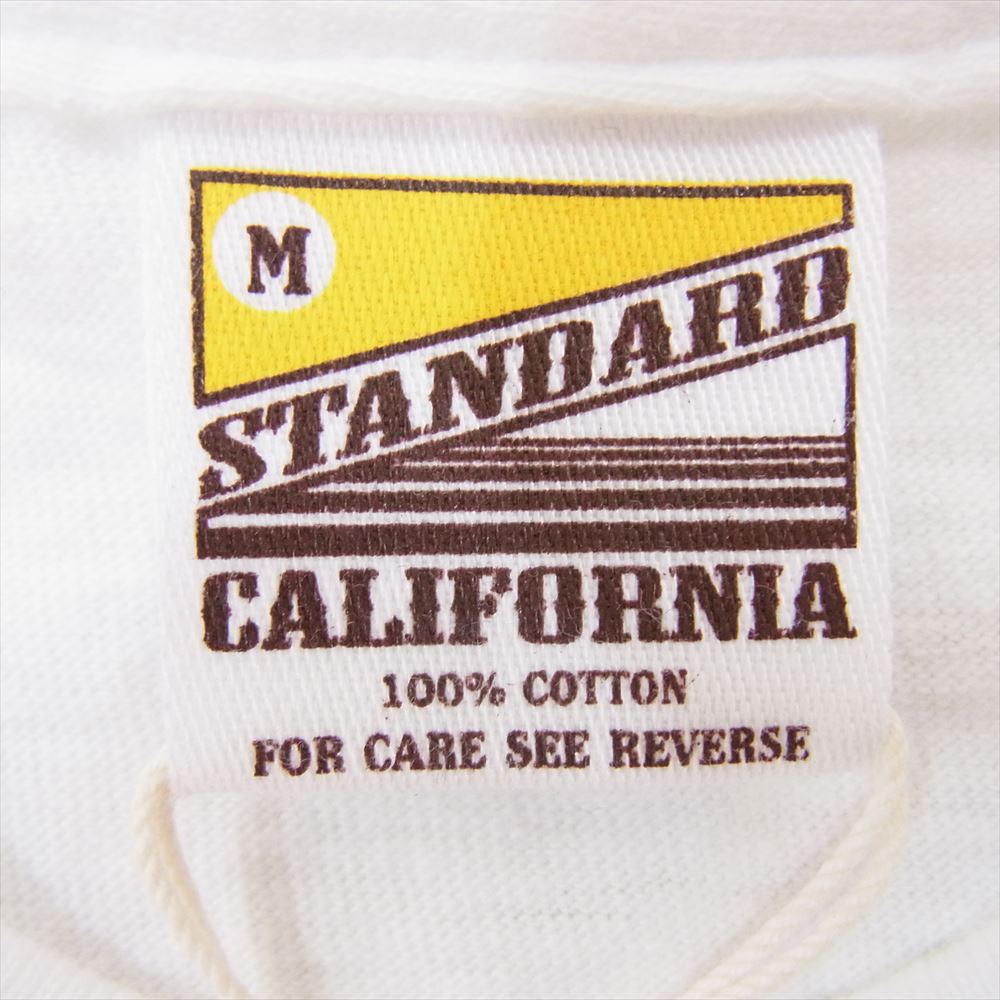 M
STANDARD
CALIFORNIA
100% COTTON
FOR CARE SEE REVERSE